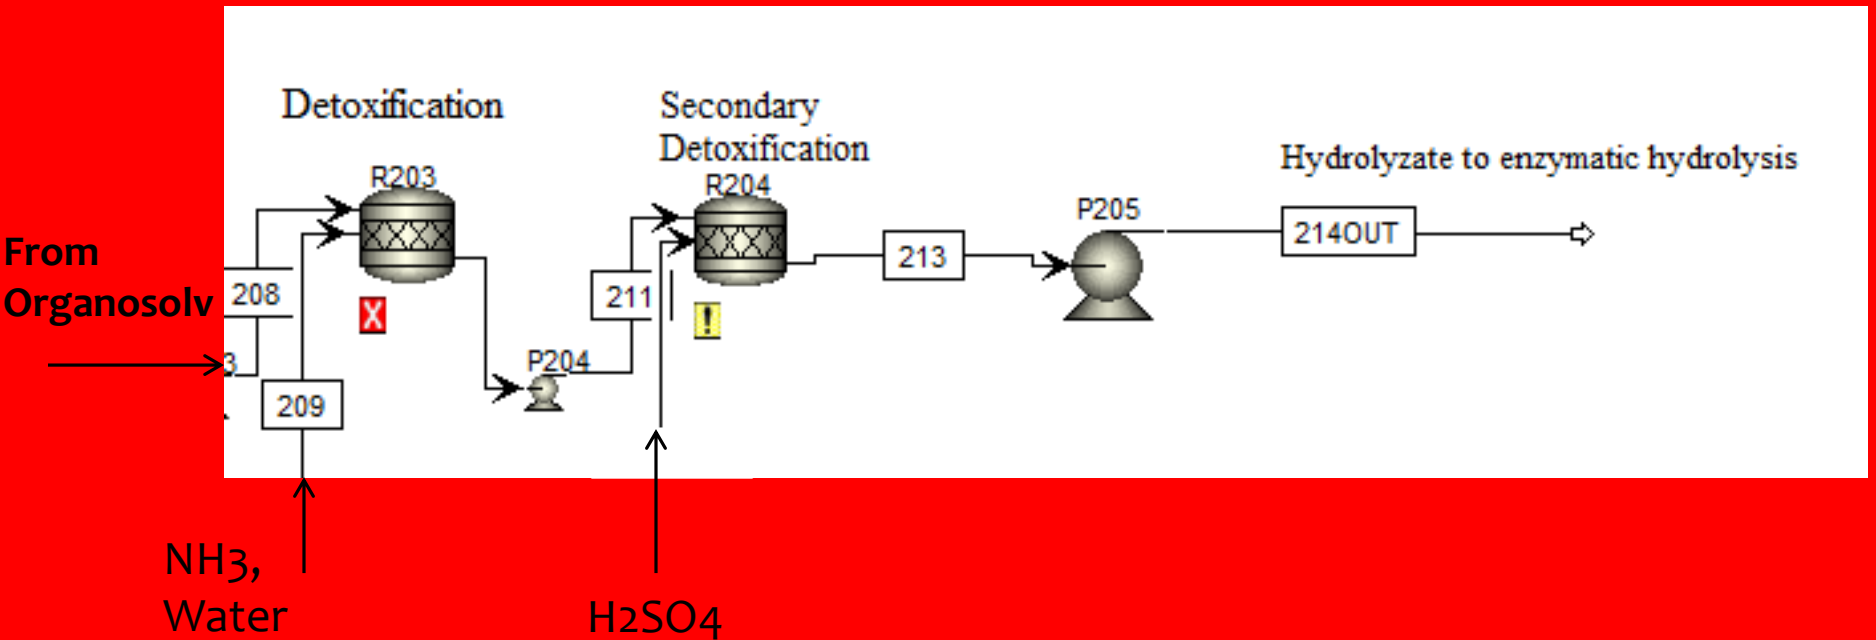 Detoxification
Secondary
Detoxification
R203
R204
Hydrolyzate to enzymatic hydrolysis
P205
214OUT
213
From
Organosolv
208
211
X
!
3
P204
209
NH3,
Water
H2SO4